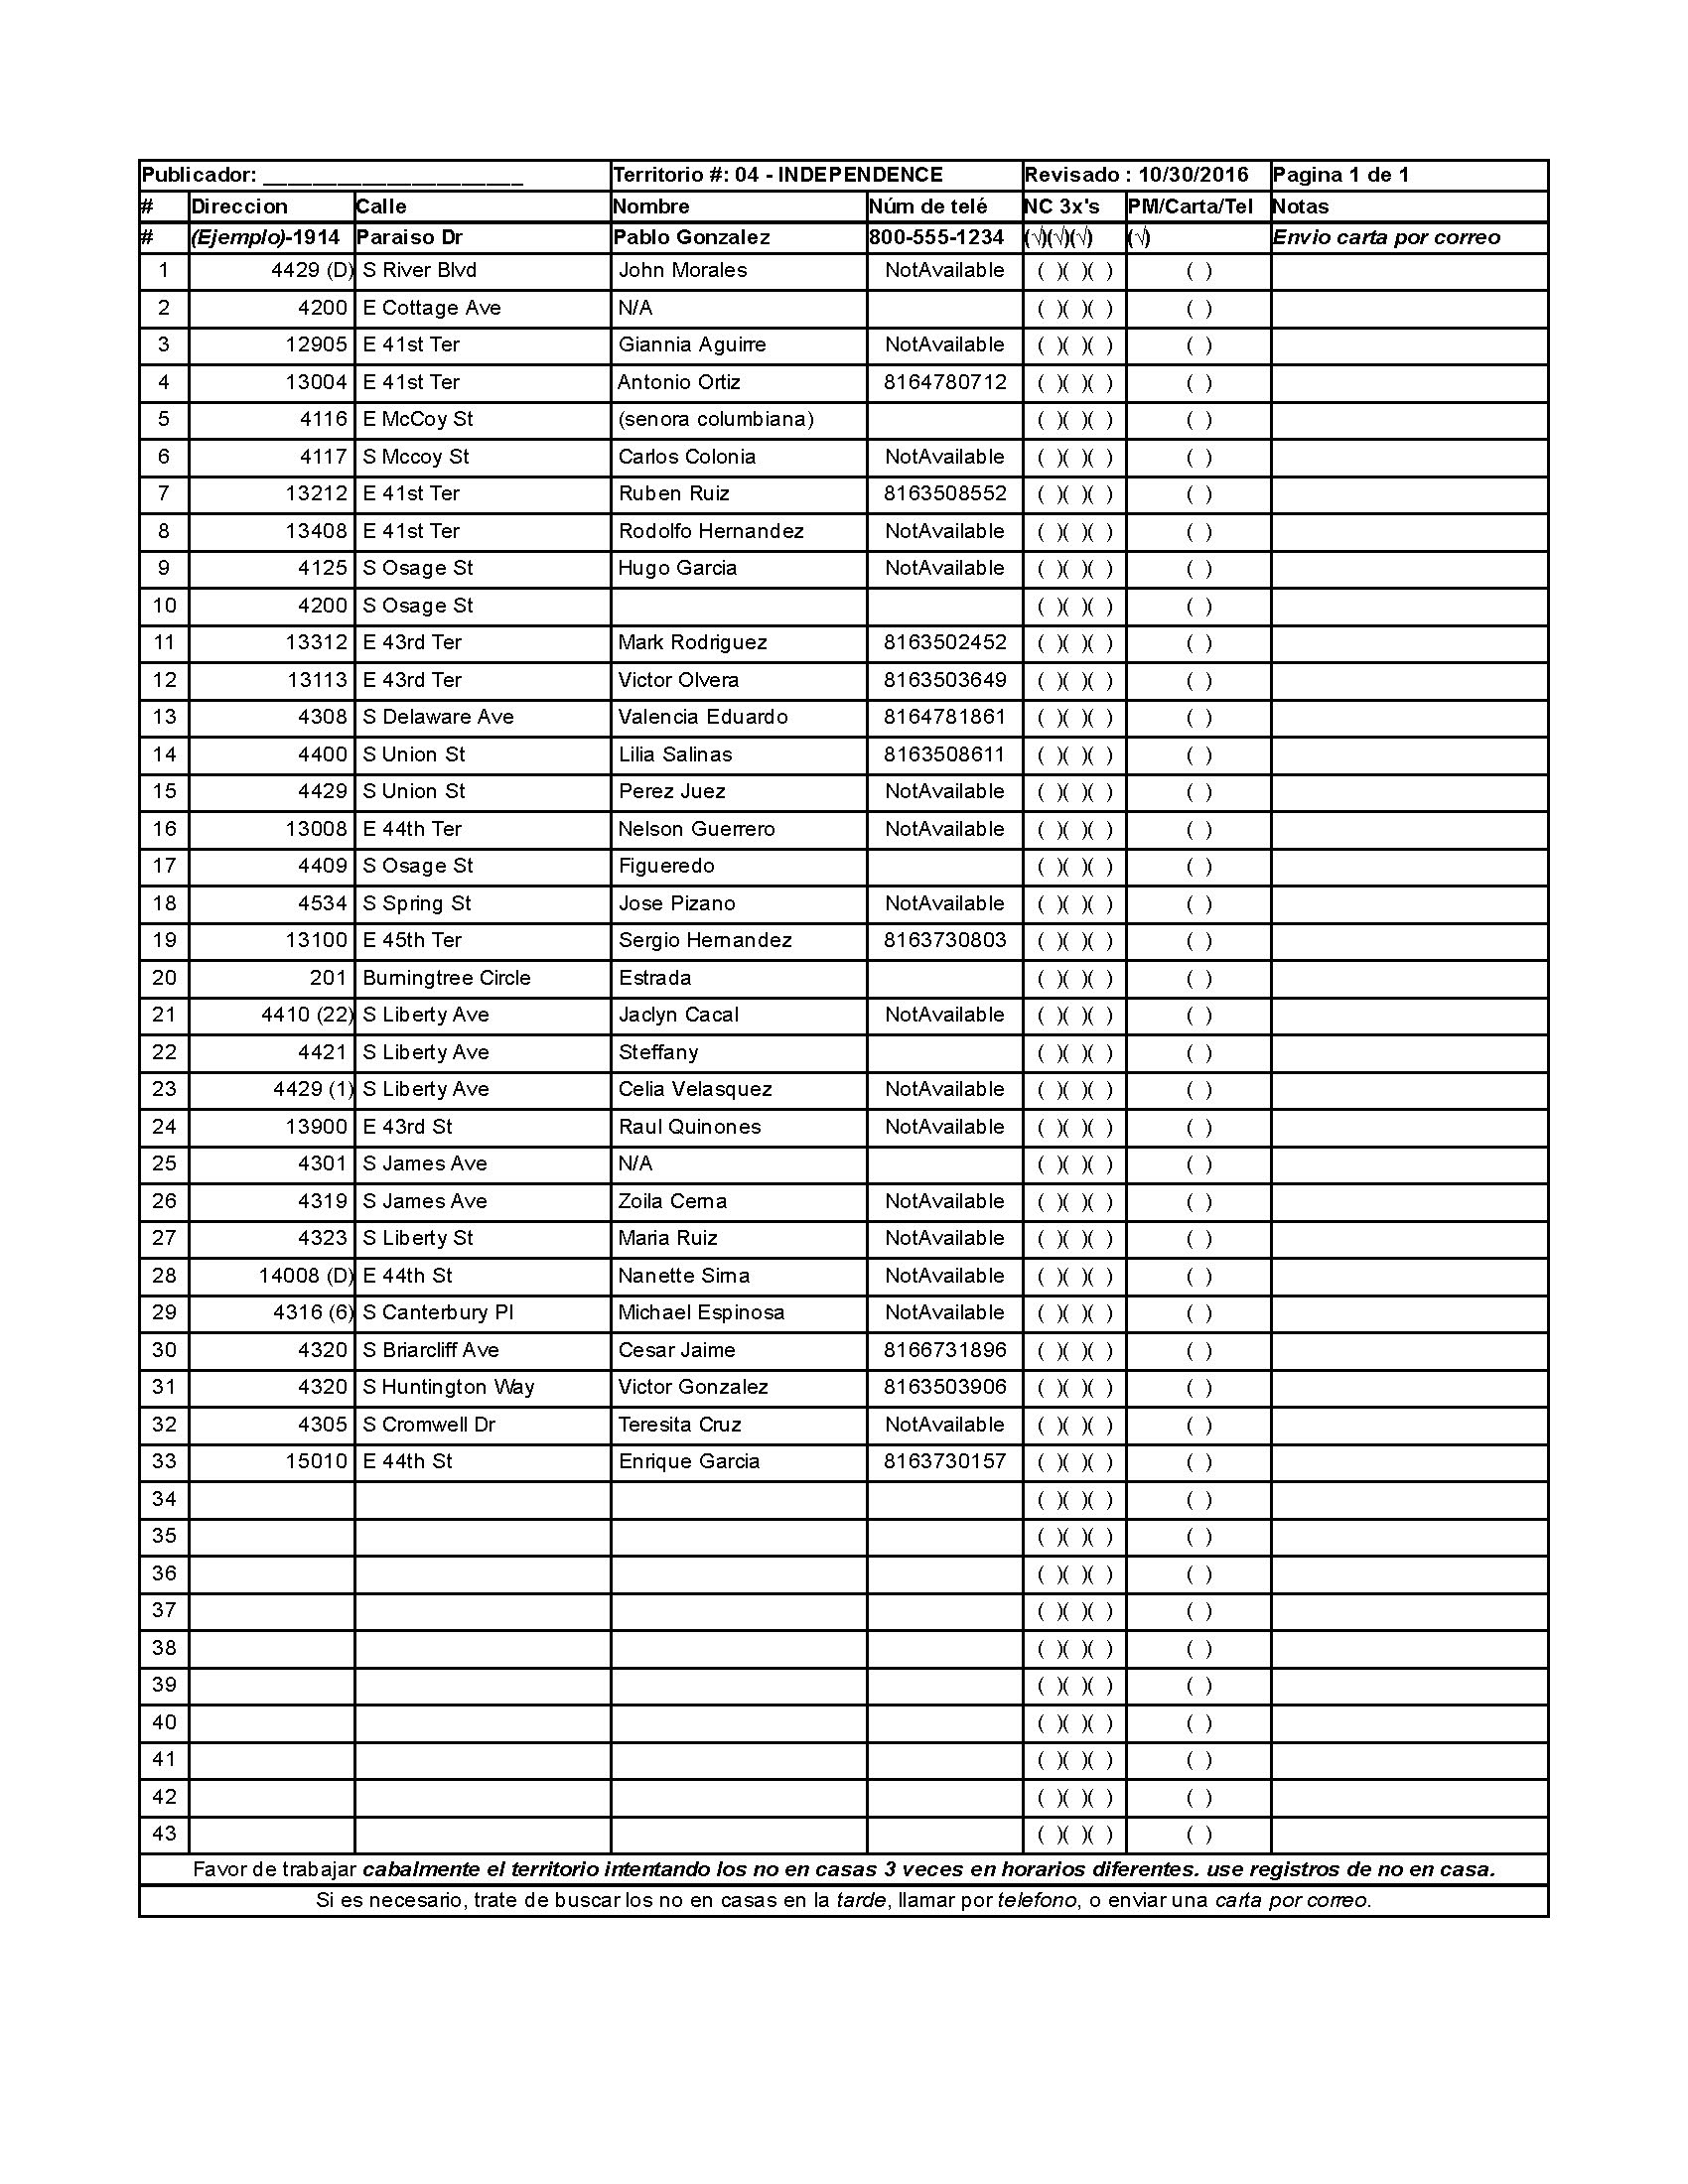 Publicador: ______________________ Territorio #: 04 - INDEPENDENCE Revisado : 10/30/2016 Pagina 1 de 1
# Direccion Calle Nombre Núm de telé NC 3x's PM/Carta/Tel Notas
# (Ejemplo)-1914 Paraiso Dr Pablo Gonzalez 800-555-1234 (√)(√)(√) (√) Envio carta por correo
1 4429 (D) S River Blvd John Morales NotAvailable ( )( )( ) ( )
2 4200 E Cottage Ave N/A ( )( )( ) ( )
3 12905 E 41st Ter Giannia Aguirre NotAvailable ( )( )( ) ( )
4 13004 E 41st Ter Antonio Ortiz 8164780712 ( )( )( ) ( )
5 4116 E McCoy St (senora columbiana) ( )( )( ) ( )
6 4117 S Mccoy St Carlos Colonia NotAvailable ( )( )( ) ( )
7 13212 E 41st Ter Ruben Ruiz 8163508552 ( )( )( ) ( )
8 13408 E 41st Ter Rodolfo Hernandez NotAvailable ( )( )( ) ( )
9 4125 S Osage St Hugo Garcia NotAvailable ( )( )( ) ( )
10 4200 S Osage St ( )( )( ) ( )
11 13312 E 43rd Ter Mark Rodriguez 8163502452 ( )( )( ) ( )
12 13113 E 43rd Ter Victor Olvera 8163503649 ( )( )( ) ( )
13 4308 S Delaware Ave Valencia Eduardo 8164781861 ( )( )( ) ( )
14 4400 S Union St Lilia Salinas 8163508611 ( )( )( ) ( )
15 4429 S Union St Perez Juez NotAvailable ( )( )( ) ( )
16 13008 E 44th Ter Nelson Guerrero NotAvailable ( )( )( ) ( )
17 4409 S Osage St Figueredo ( )( )( ) ( )
18 4534 S Spring St Jose Pizano NotAvailable ( )( )( ) ( )
19 13100 E 45th Ter Sergio Hernandez 8163730803 ( )( )( ) ( )
20 201 Burningtree Circle Estrada ( )( )( ) ( )
21 4410 (22) S Liberty Ave Jaclyn Cacal NotAvailable ( )( )( ) ( )
22 4421 S Liberty Ave Steffany ( )( )( ) ( )
23 4429 (1) S Liberty Ave Celia Velasquez NotAvailable ( )( )( ) ( )
24 13900 E 43rd St Raul Quinones NotAvailable ( )( )( ) ( )
25 4301 S James Ave N/A ( )( )( ) ( )
26 4319 S James Ave Zoila Cerna NotAvailable ( )( )( ) ( )
27 4323 S Liberty St Maria Ruiz NotAvailable ( )( )( ) ( )
28 14008 (D) E 44th St Nanette Sirna NotAvailable ( )( )( ) ( )
29 4316 (6) S Canterbury Pl Michael Espinosa NotAvailable ( )( )( ) ( )
30 4320 S Briarcliff Ave Cesar Jaime 8166731896 ( )( )( ) ( )
31 4320 S Huntington Way Victor Gonzalez 8163503906 ( )( )( ) ( )
32 4305 S Cromwell Dr Teresita Cruz NotAvailable ( )( )( ) ( )
33 15010 E 44th St Enrique Garcia 8163730157 ( )( )( ) ( )
34 ( )( )( ) ( )
35 ( )( )( ) ( )
36 ( )( )( ) ( )
37 ( )( )( ) ( )
38 ( )( )( ) ( )
39 ( )( )( ) ( )
40 ( )( )( ) ( )
41 ( )( )( ) ( )
42 ( )( )( ) ( )
43 ( )( )( ) ( )
Favor de trabajar cabalmente el territorio intentando los no en casas 3 veces en horarios diferentes. use registros de no en casa.
Si es necesario, trate de buscar los no en casas en la tarde, llamar por telefono, o enviar una carta por correo.